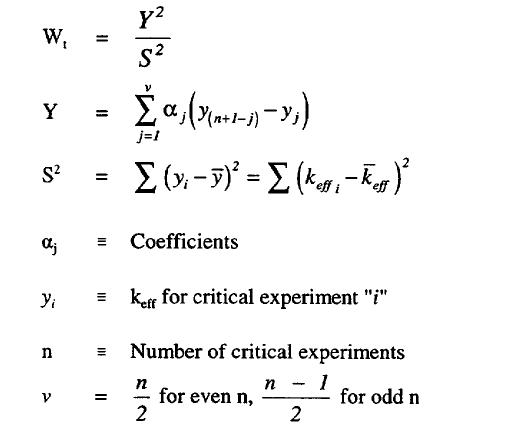 W_t = Y^2 / S^2
Y = ∑_{j=1}^{v} α_j (y_{(n+1-j)} - y_j)
S^2 = ∑ (y_i - ȳ)^2 = ∑ (k_{eff i} - k̄_{eff})^2
α_j ≡ Coefficients
y_i ≡ k_eff for critical experiment "i"
n ≡ Number of critical experiments
v = n/2 for even n, (n - 1)/2 for odd n